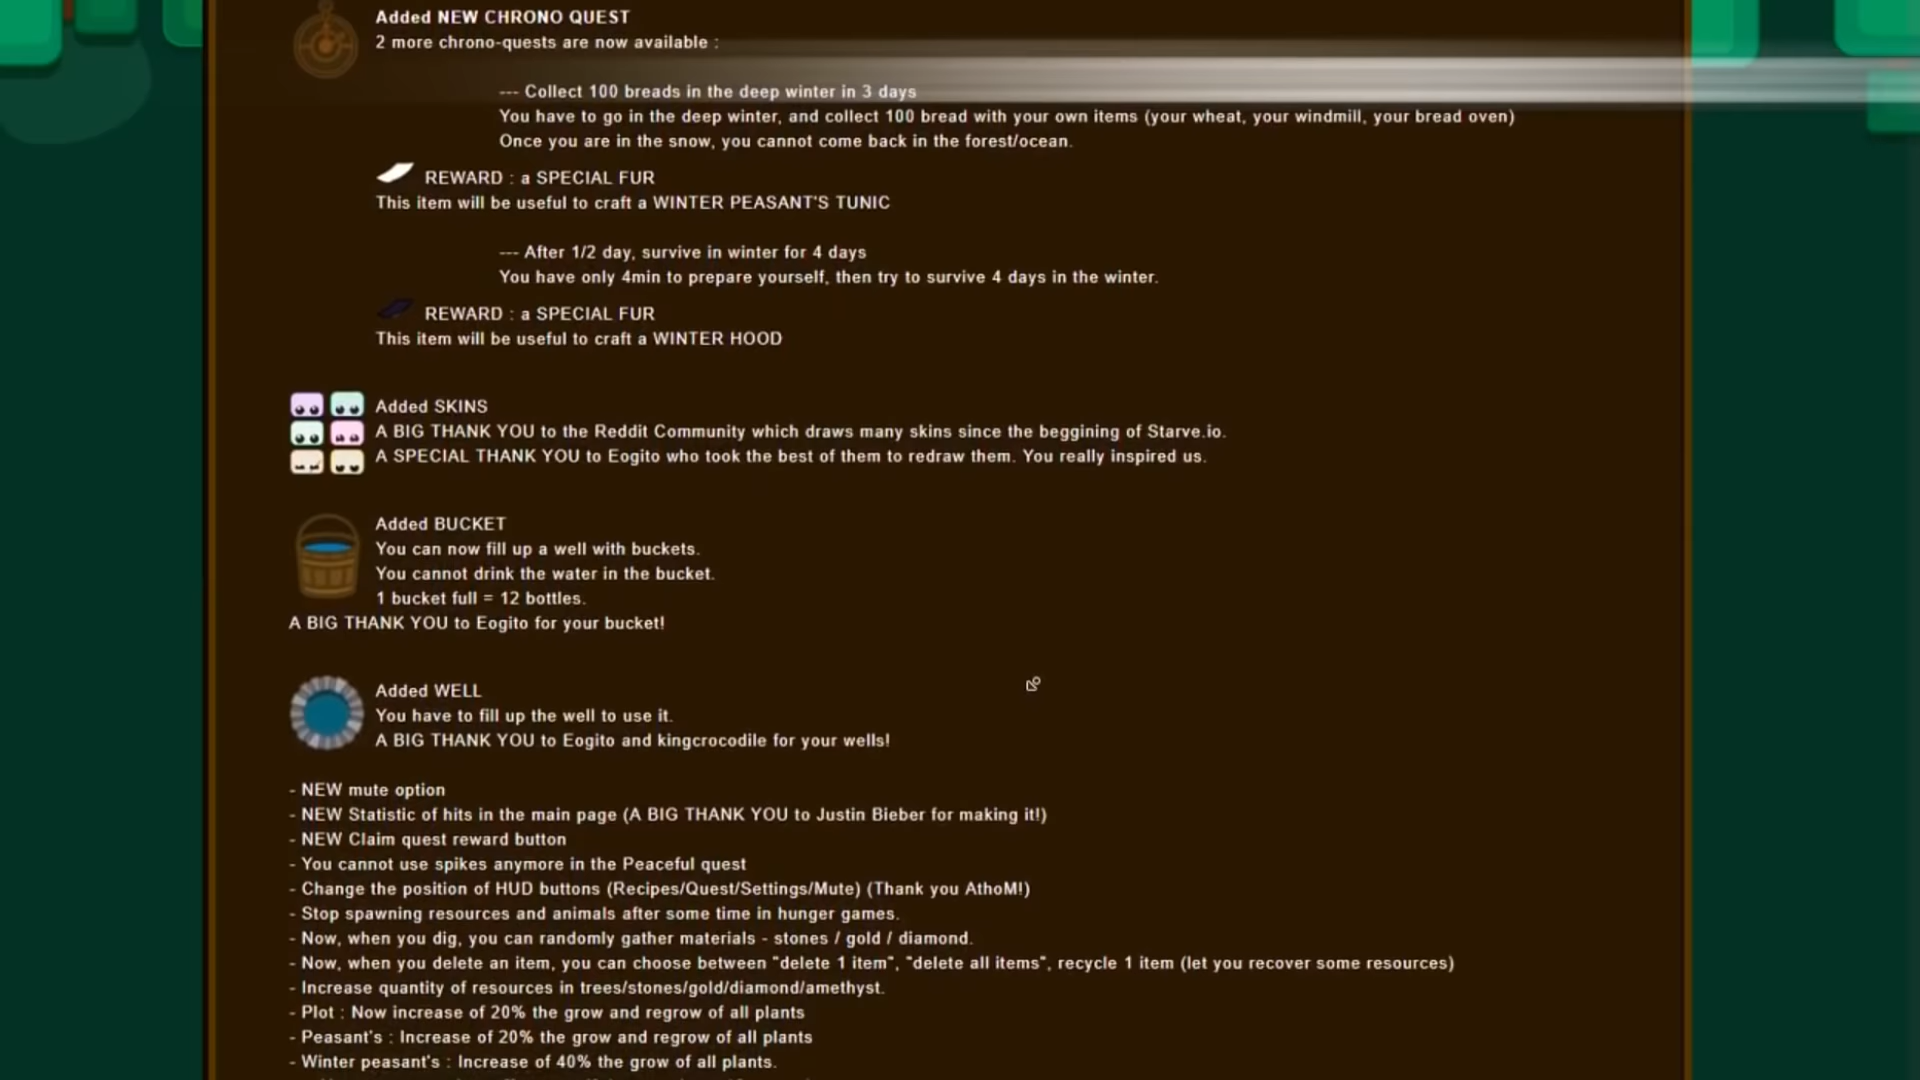 Added NEW CHRONO QUEST
2 more chrono-quests are now available :
--- Collect 100 breads in the deep winter in 3 days
You have to go in the deep winter, and collect 100 bread with your own items (your wheat, your windmill, your bread oven)
Once you are in the snow, you cannot come back in the forest/ocean.
REWARD : a SPECIAL FUR
This item will be useful to craft a WINTER PEASANT'S TUNIC
--- After 1/2 day, survive in winter for 4 days
You have only 4min to prepare yourself, then try to survive 4 days in the winter.
REWARD : a SPECIAL FUR
This item will be useful to craft a WINTER HOOD
Added SKINS
A BIG THANK YOU to the Reddit Community which draws many skins since the beggining of Starve.io.
A SPECIAL THANK YOU to Eogito who took the best of them to redraw them. You really inspired us.
Added BUCKET
You can now fill up a well with buckets.
You cannot drink the water in the bucket.
1 bucket full = 12 bottles.
A BIG THANK YOU to Eogito for your bucket!
Added WELL
You have to fill up the well to use it.
A BIG THANK YOU to Eogito and kingcrocodile for your wells!
- NEW mute option
- NEW Statistic of hits in the main page (A BIG THANK YOU to Justin Bieber for making it!)
- NEW Claim quest reward button
- You cannot use spikes anymore in the Peaceful quest
- Change the position of HUD buttons (Recipes/Quest/Settings/Mute) (Thank you AthoM!)
- Stop spawning resources and animals after some time in hunger games.
- Now, when you dig, you can randomly gather materials - stones / gold / diamond.
- Now, when you delete an item, you can choose between "delete 1 item", "delete all items", recycle 1 item (let you recover some resources)
- Increase quantity of resources in trees/stones/gold/diamond/amethyst.
- Plot : Now increase of 20% the grow and regrow of all plants
- Peasant's : Increase of 20% the grow and regrow of all plants
- Winter peasant's : Increase of 40% the grow of all plants.